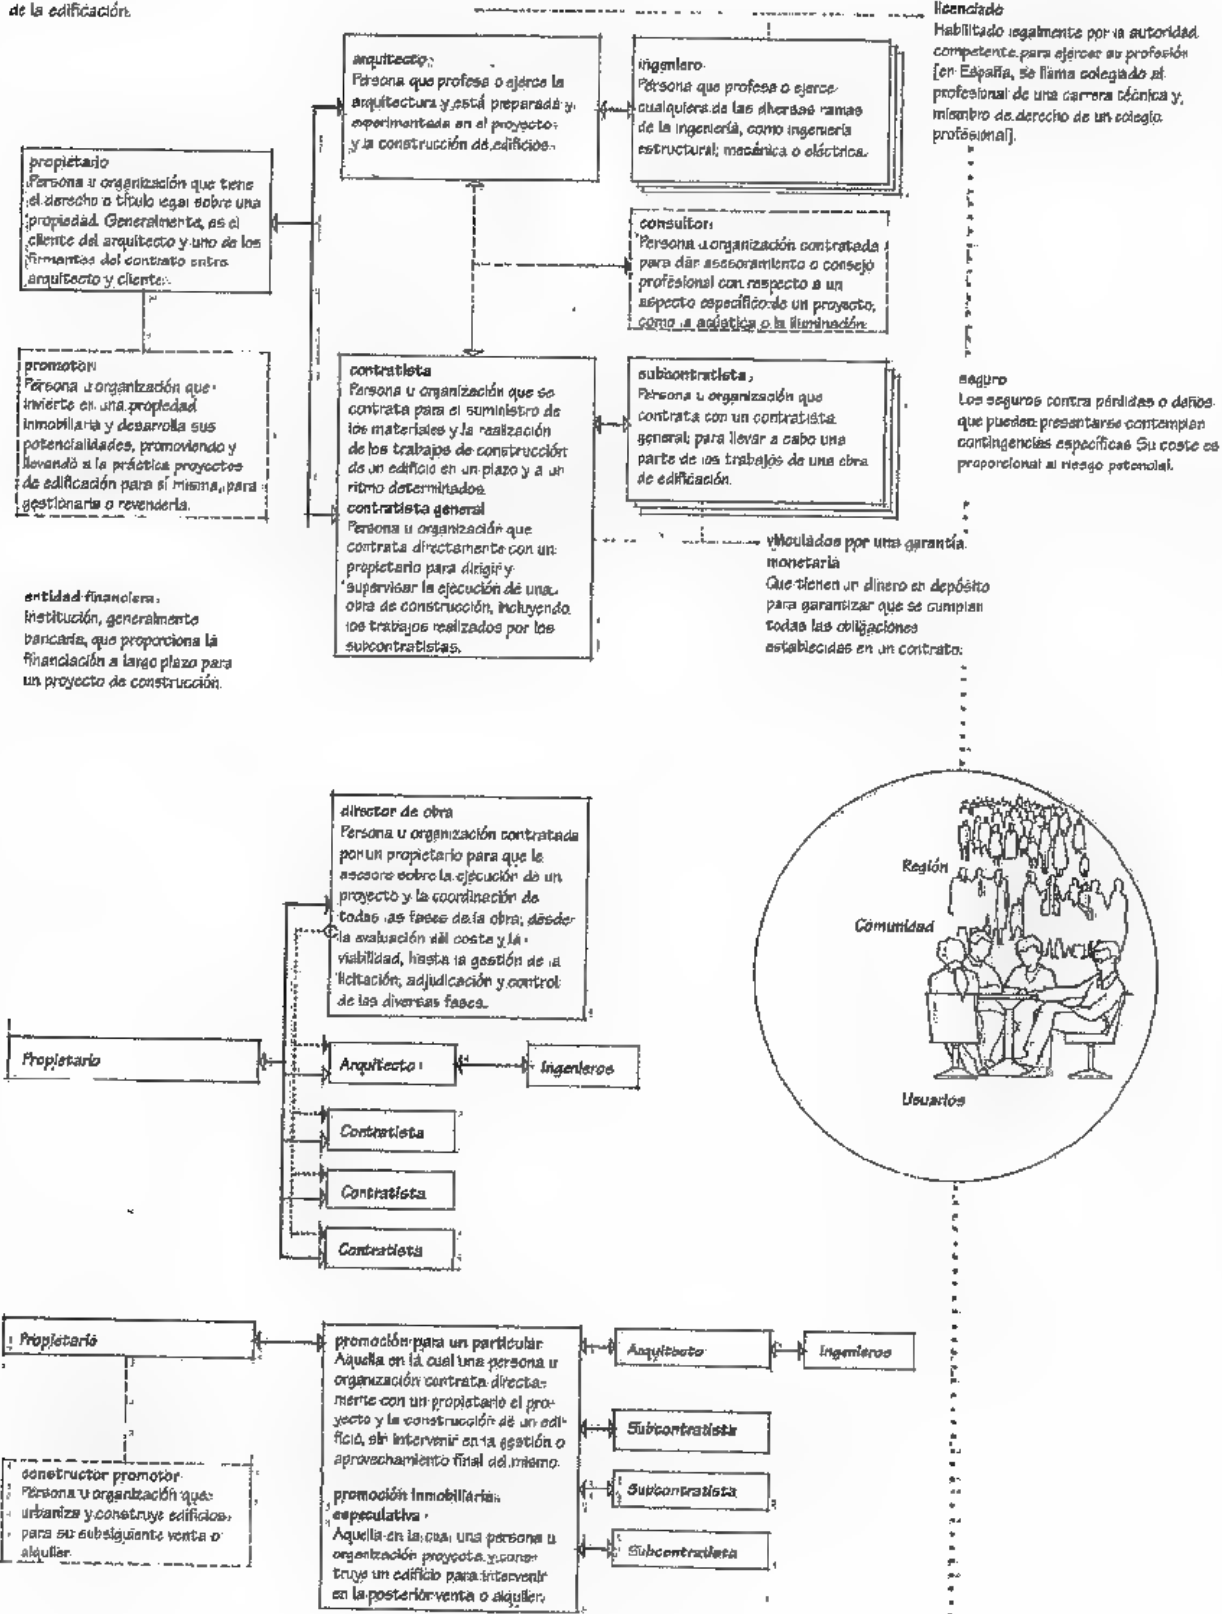 de la edificación.
licenciado
Habilitado legalmente por la autoridad
competente para ejercer su profesión
[en España, se llama colegiado al
profesional de una carrera técnica y,
miembro de derecho de un colegio
profesional].
arquitecto
Persona que profesa o ejerce la
arquitectura y está preparada y
experimentada en el proyecto
y la construcción de edificios.
ingeniero
Persona que profesa o ejerce
cualquiera de las diversas ramas
de la ingeniería, como ingeniería
estructural, mecánica o eléctrica.
propietario
Persona u organización que tiene
el derecho o título legal sobre una
propiedad. Generalmente, es el
cliente del arquitecto y uno de los
firmantes del contrato entre
arquitecto y cliente.
consultor
Persona u organización contratada
para dar asesoramiento o consejo
profesional con respecto a un
aspecto específico de un proyecto,
como la acústica o la iluminación.
promotor
Persona u organización que
invierte en una propiedad
inmobiliaria y desarrolla sus
potencialidades, promoviendo y
llevando a la práctica proyectos
de edificación para sí misma, para
gestionarla o revenderla.
contratista
Persona u organización que se
contrata para el suministro de
los materiales y la realización
de los trabajos de construcción
de un edificio en un plazo y a un
ritmo determinados.
contratista general
Persona u organización que
contrata directamente con un
propietario para dirigir y
supervisar la ejecución de una
obra de construcción, incluyendo
los trabajos realizados por los
subcontratistas.
subcontratista
Persona u organización que
contrata con un contratista
general para llevar a cabo una
parte de los trabajos de una obra
de edificación.
seguro
Los seguros contra pérdidas o daños
que pueden presentarse contemplan
contingencias específicas Su coste es
proporcional al riesgo potencial.
vinculados por una garantía
monetaria
Que tienen un dinero en depósito
para garantizar que se cumplan
todas las obligaciones
establecidas en un contrato.
entidad financiera
Institución, generalmente
bancaria, que proporciona la
financiación a largo plazo para
un proyecto de construcción.
director de obra
Persona u organización contratada
por un propietario para que le
asesore sobre la ejecución de un
proyecto y la coordinación de
todas las fases de la obra, desde
la evaluación del coste y la
viabilidad, hasta la gestión de la
licitación, adjudicación y control
de las diversas fases.
Región
Comunidad
Usuarios
Propietario
Arquitecto
Ingenieros
Contratista
Contratista
Contratista
Propietario
promoción para un particular
Aquella en la cual una persona u
organización contrata directa-
mente con un propietario el pro-
yecto y la construcción de un edi-
ficio, sin intervenir en la gestión o
aprovechamiento final del mismo.
promoción inmobiliaria
especulativa
Aquella en la cual una persona u
organización proyecta y cons-
truye un edificio para intervenir
en la posterior venta o alquiler.
Arquitecto
Ingenieros
Subcontratista
Subcontratista
Subcontratista
constructor promotor
Persona u organización que
urbaniza y construye edificios
para su subsiguiente venta o
alquiler.